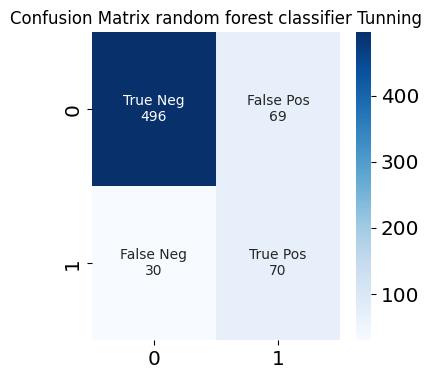 Confusion Matrix random forest classifier Tunning
True Neg
496
False Pos
69
False Neg
30
True Pos
70
0
1
0
1
400
300
200
100